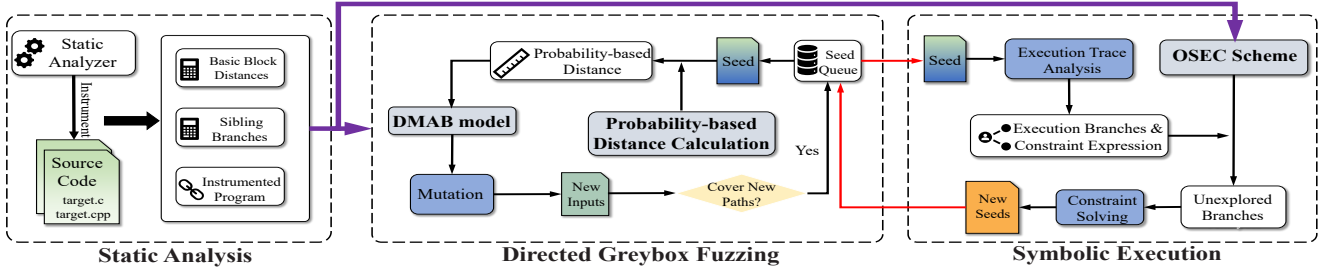 Static
Analyzer
Instrument
Source
Code
target.c
target.cpp
Basic Block
Distances
Sibling
Branches
Instrumented
Program
Static Analysis
Probability-based
Distance
Seed
Seed
Queue
DMAB model
Probability-based
Distance Calculation
Mutation
New
Inputs
Cover New
Paths?
Yes
Directed Greybox Fuzzing
Seed
Execution Trace
Analysis
OSEC Scheme
Execution Branches &
Constraint Expression
New
Seeds
Constraint
Solving
Unexplored
Branches
Symbolic Execution